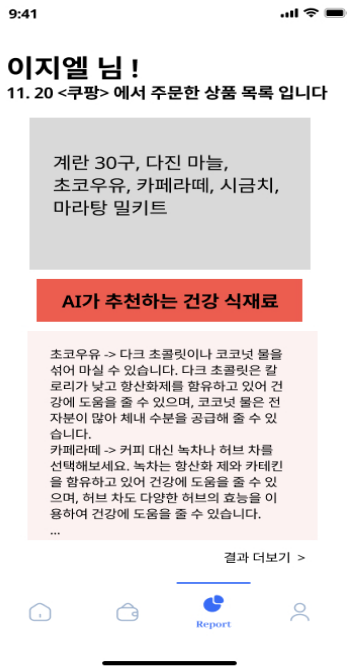 9:41
이지엘 님 !
11. 20 <쿠팡> 에서 주문한 상품 목록 입니다
계란 30구, 다진 마늘,
초코우유, 카페라떼, 시금치,
마라탕 밀키트
AI가 추천하는 건강 식재료
초코우유 -> 다크 초콜릿이나 코코넛 물을
섞어 마실 수 있습니다. 다크 초콜릿은 칼
로리가 낮고 항산화제를 함유하고 있어 건
강에 도움을 줄 수 있으며, 코코넛 물은 전
자분이 많아 체내 수분을 공급해 줄 수 있
습니다.
카페라떼 -> 커피 대신 녹차나 허브 차를
선택해보세요. 녹차는 항산화 제와 카테킨
을 함유하고 있어 건강에 도움을 줄 수 있
으며, 허브 차도 다양한 허브의 효능을 이
용하여 건강에 도움을 줄 수 있습니다.
...
결과 더보기 >
Report